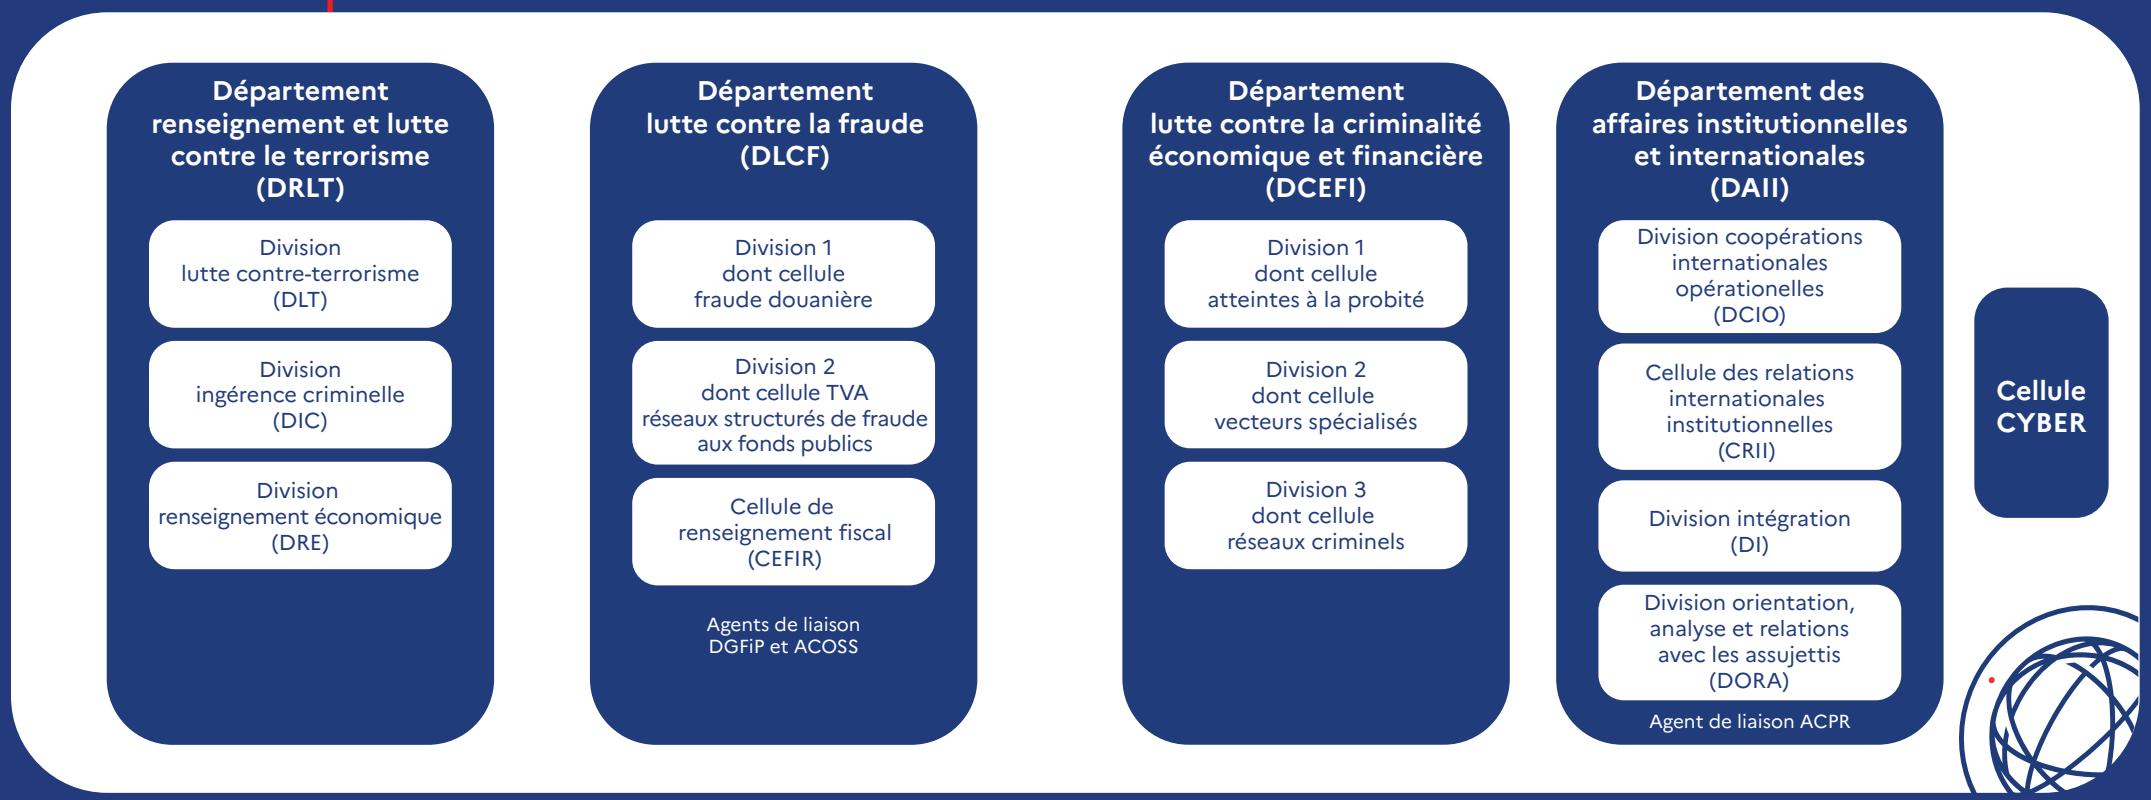 Département
renseignement et lutte
contre le terrorisme
(DRLT)
Division
lutte contre-terrorisme
(DLT)
Division
ingérence criminelle
(DIC)
Division
renseignement économique
(DRE)
Département
lutte contre la fraude
(DLCF)
Division 1
dont cellule
fraude douanière
Division 2
dont cellule TVA
réseaux structurés de fraude
aux fonds publics
Cellule de
renseignement fiscal
(CEFIR)
Agents de liaison
DGFiP et ACOSS
Département
lutte contre la criminalité
économique et financière
(DCEFI)
Division 1
dont cellule
atteintes à la probité
Division 2
dont cellule
vecteurs spécialisés
Division 3
dont cellule
réseaux criminels
Département des
affaires institutionnelles
et internationales
(DAII)
Division coopérations
internationales
opérationelles
(DCIO)
Cellule des relations
internationales
institutionnelles
(CRII)
Division intégration
(DI)
Division orientation,
analyse et relations
avec les assujettis
(DORA)
Agent de liaison ACPR
Cellule
CYBER